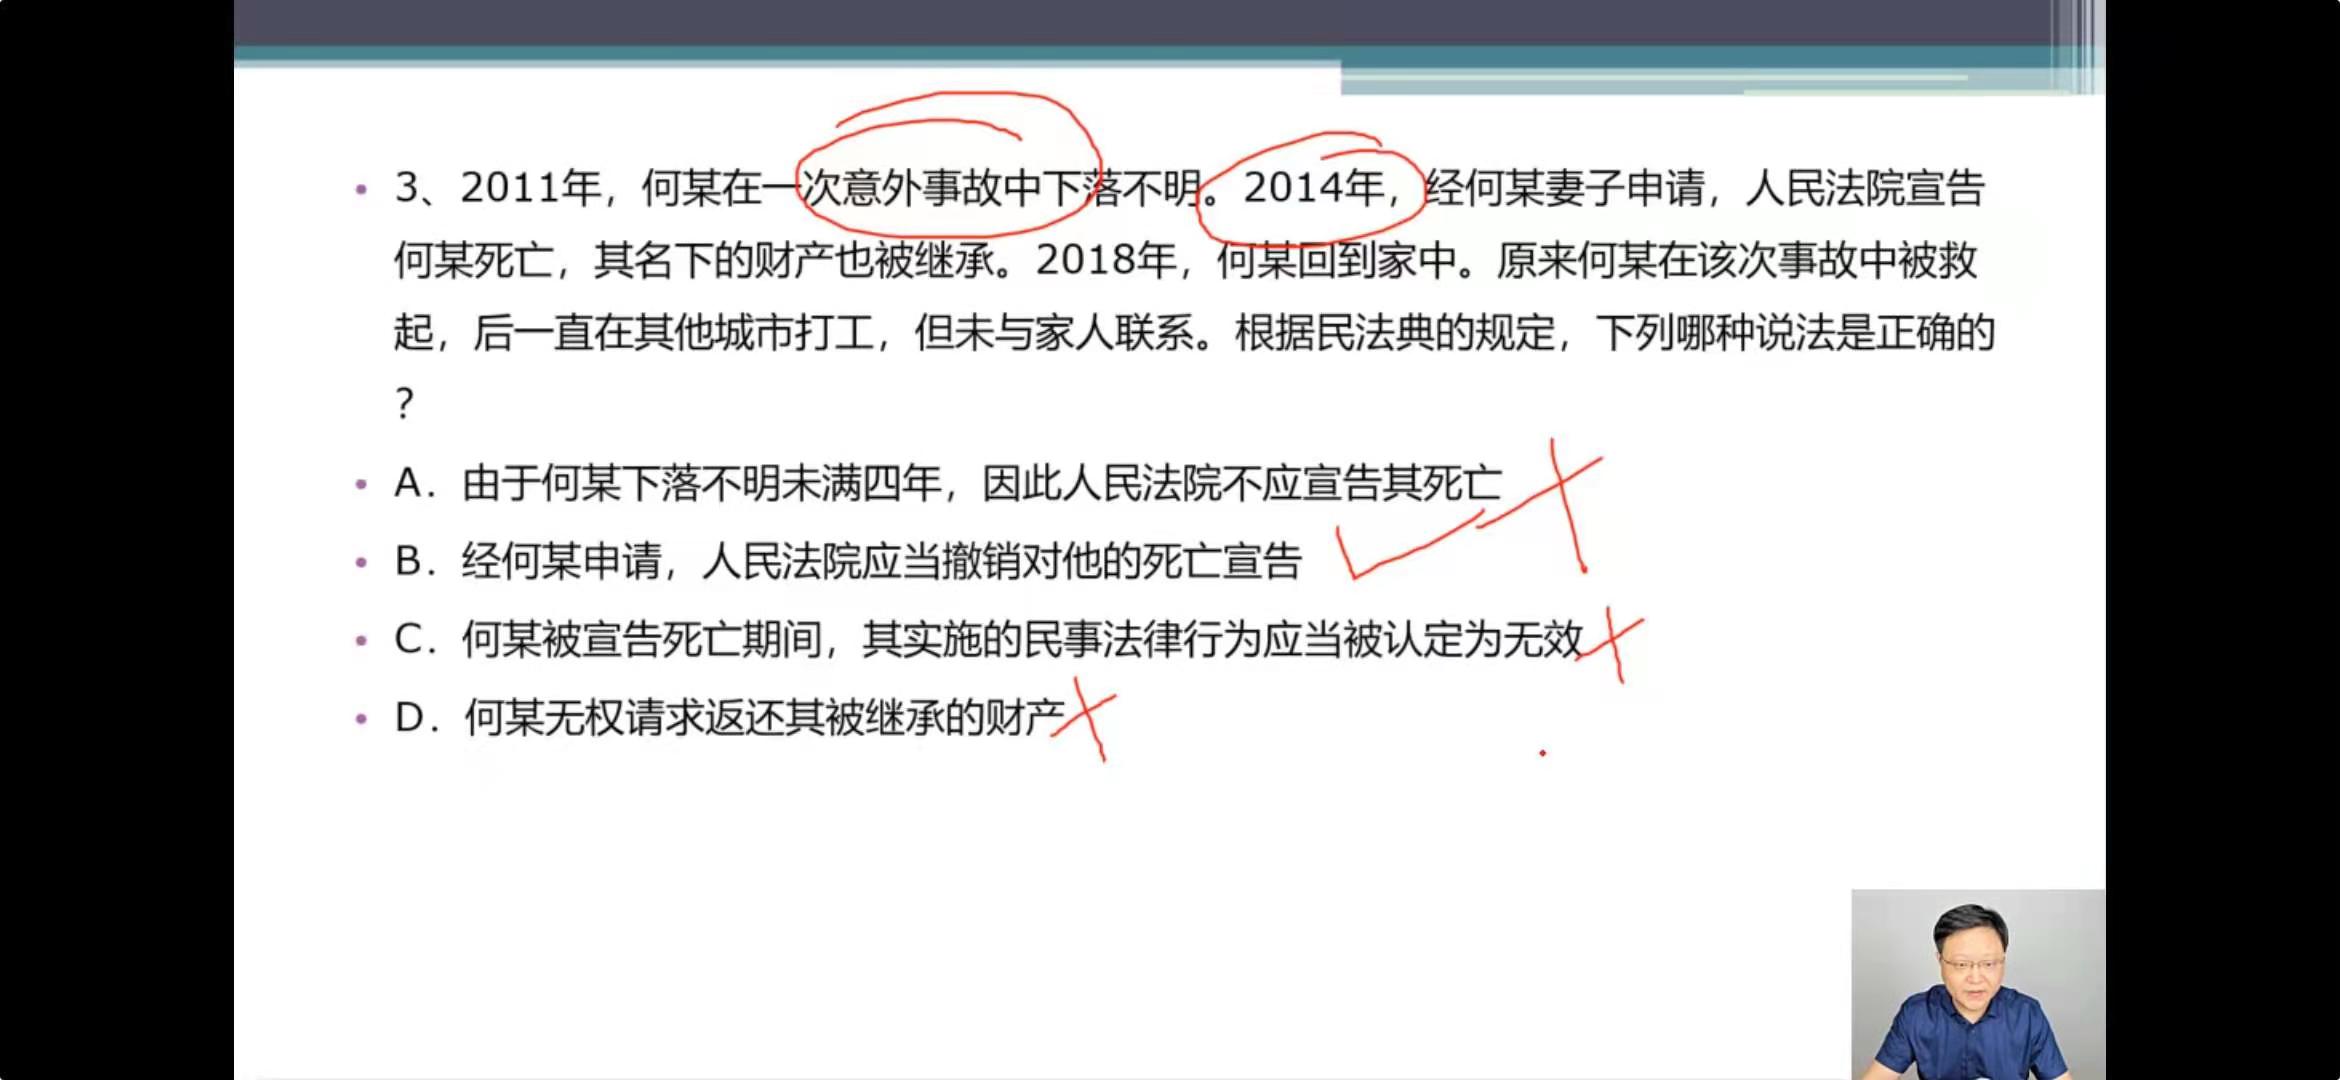 3、2011年，何某在一次意外事故中下落不明。2014年，经何某妻子申请，人民法院宣告
何某死亡，其名下的财产也被继承。2018年，何某回到家中。原来何某在该次事故中被救
起，后一直在其他城市打工，但未与家人联系。根据民法典的规定，下列哪种说法是正确的
？
A．由于何某下落不明未满四年，因此人民法院不应宣告其死亡
B．经何某申请，人民法院应当撤销对他的死亡宣告
C．何某被宣告死亡期间，其实施的民事法律行为应当被认定为无效
D．何某无权请求返还其被继承的财产